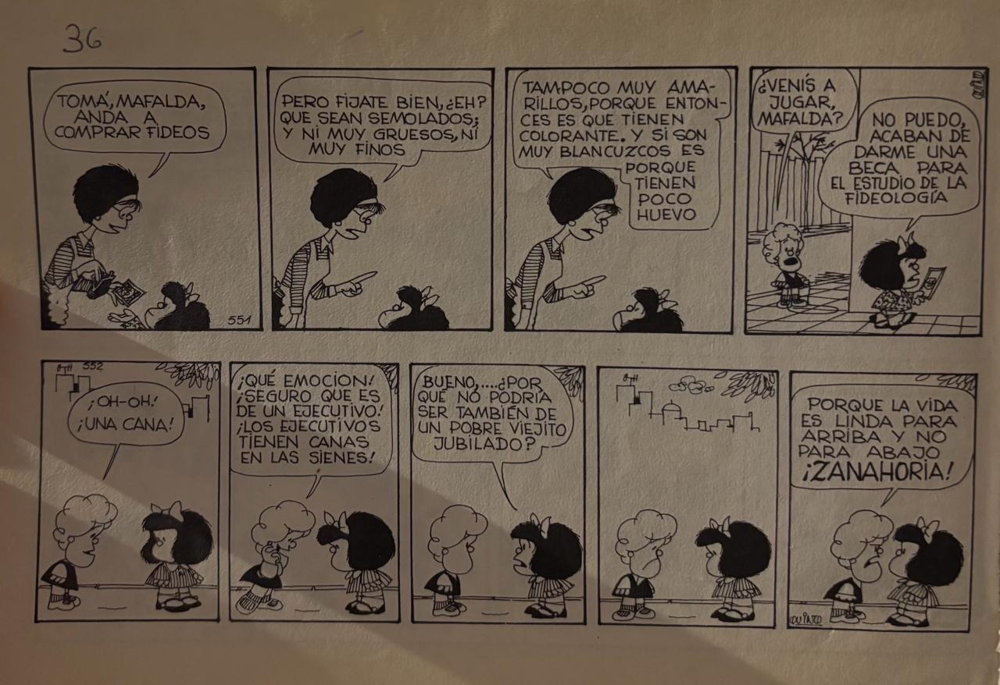 36
TOMÁ, MAFALDA,
ANDA A
COMPRAR FIDEOS
551
PERO FIJATE BIEN, ¿EH?
QUE SEAN SEMOLADOS;
Y NI MUY GRUESOS, NI
MUY FINOS
TAMPOCO MUY AMA-
RILLOS, PORQUE ENTON-
CES ES QUE TIENEN
COLORANTE. Y SI SON
MUY BLANCUZCOS ES
PORQUE
TIENEN
POCO
HUEVO
¿VENÍS A
JUGAR,
MAFALDA?
NO PUEDO,
ACABAN DE
DARME UNA
BECA PARA
EL ESTUDIO DE LA
FIDEOLOGÍA
QUINO
552
¡OH-OH!
¡UNA CANA!
¡QUÉ EMOCION!
¡SEGURO QUE ES
DE UN EJECUTIVO!
¡LOS EJECUTIVOS
TIENEN CANAS
EN LAS SIENES!
BUENO,....¿POR
QUÉ NO PODRÍA
SER TAMBIÉN DE
UN POBRE VIEJITO
JUBILADO?
PORQUE LA VIDA
ES LINDA PARA
ARRIBA Y NO
PARA ABAJO
¡ZANAHORIA!
QUINO